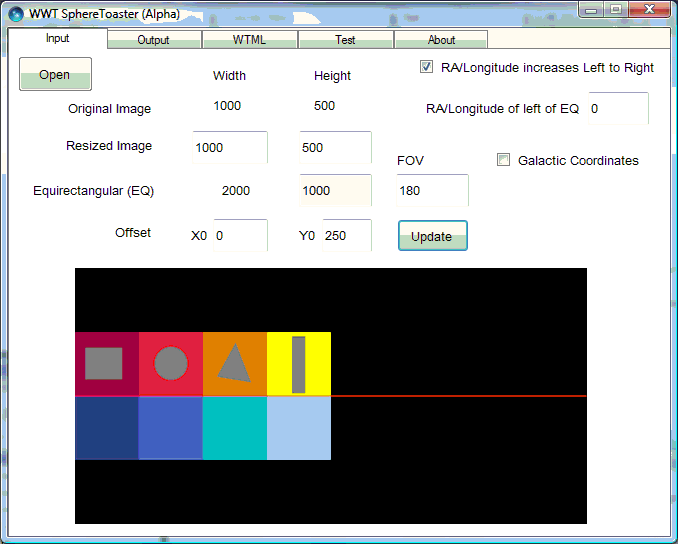 WWT SphereToaster (Alpha)
Input Output WTML Test About
Open Width Height RA/Longitude increases Left to Right
Original Image 1000 500 RA/Longitude of left of EQ 0
Resized Image 1000 500
FOV Galactic Coordinates
Equirectangular (EQ) 2000 1000 180
Offset X0 0 Y0 250 Update